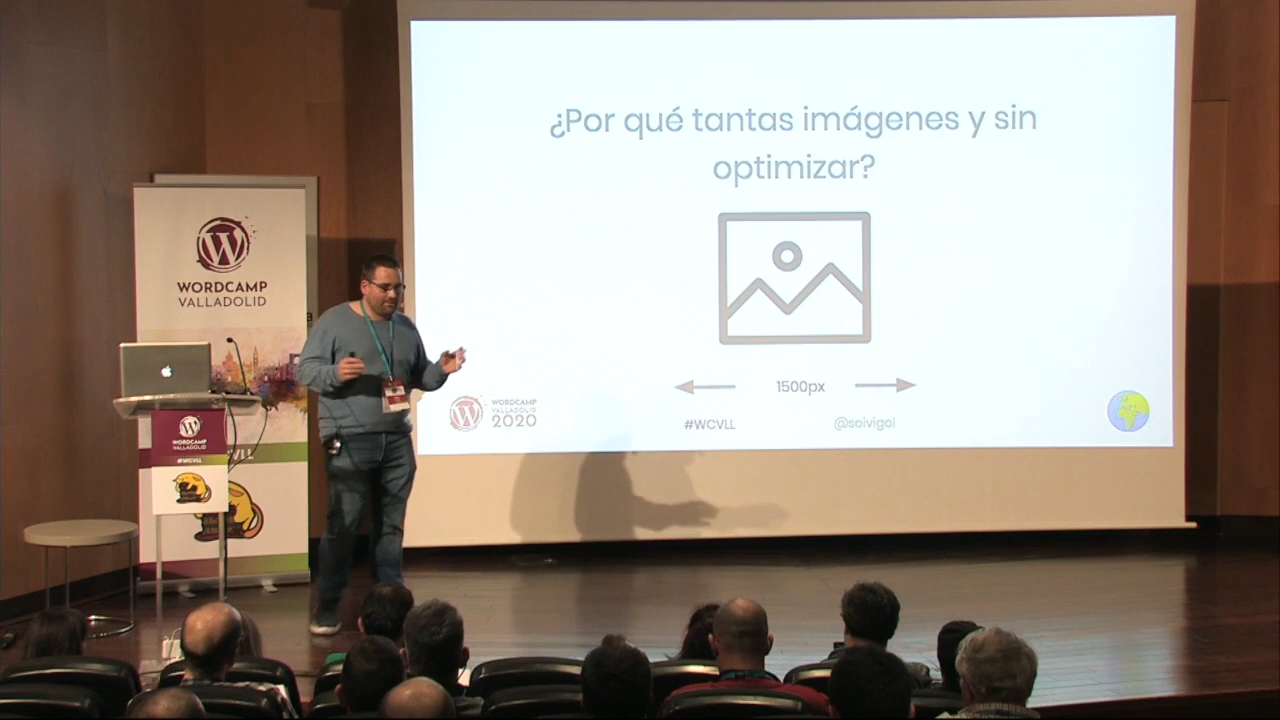 ¿Por qué tantas imágenes y sin
optimizar?
1500px
WORDCAMP
VALLADOLID
2020
#WCVLL
@soivigol
WORDCAMP
VALLADOLID
WORDCAMP
VALLADOLID
#WCVLL